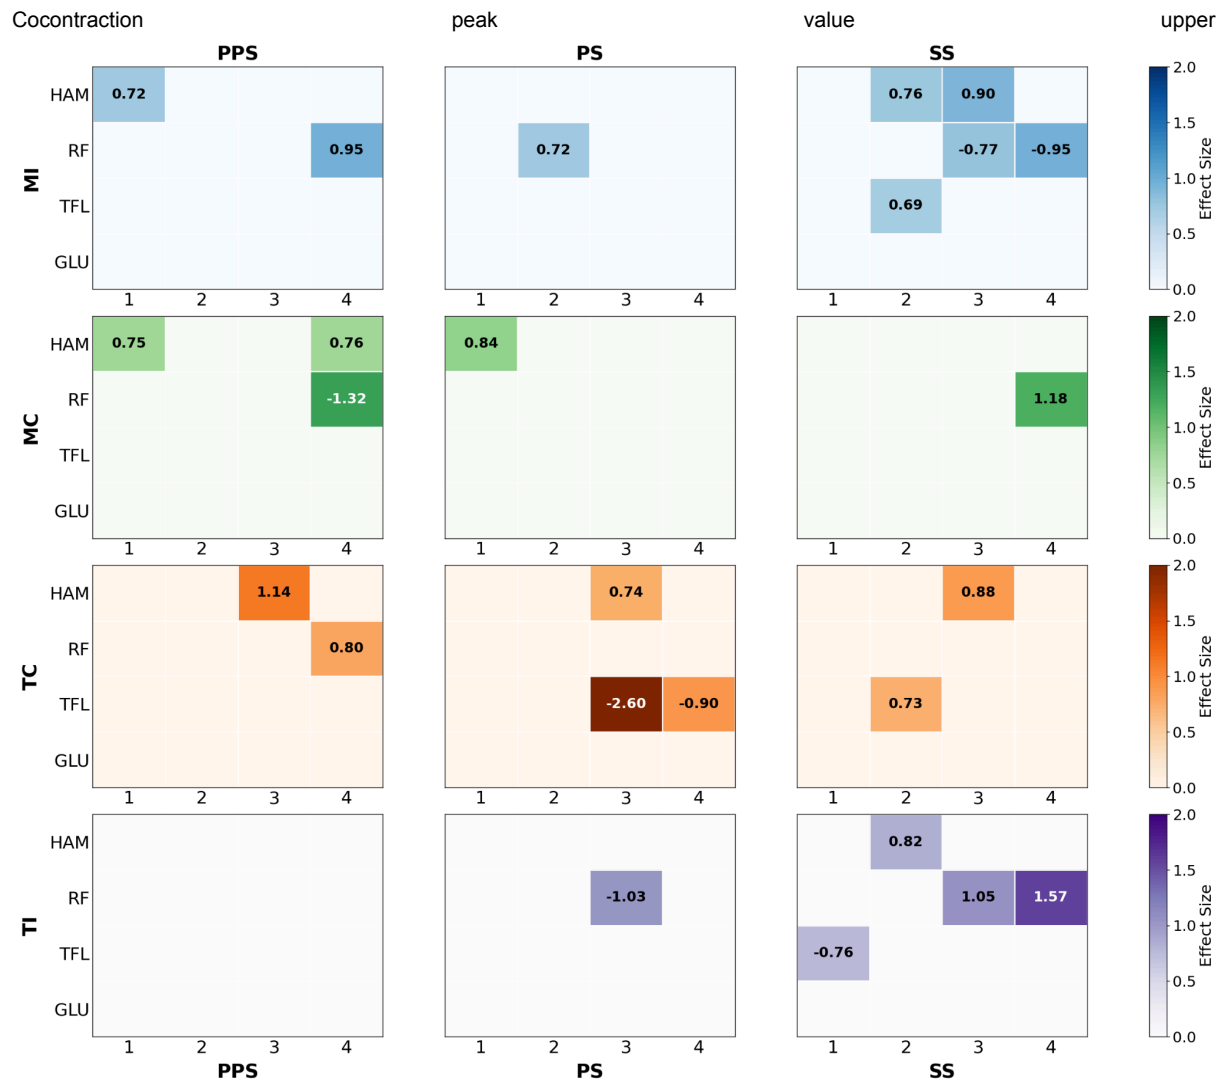 Cocontraction peak value upper
PPS PS SS
MI
HAM 0.72 0.76 0.90
RF 0.95 0.72 -0.77 -0.95
TFL 0.69
GLU
1 2 3 4 1 2 3 4 1 2 3 4
2.0
1.5
1.0
0.5
0.0
Effect Size
MC
HAM 0.75 0.76 0.84
RF -1.32 1.18
TFL
GLU
1 2 3 4 1 2 3 4 1 2 3 4
2.0
1.5
1.0
0.5
0.0
Effect Size
TC
HAM 1.14 0.74 0.88
RF 0.80
TFL -2.60 -0.90 0.73
GLU
1 2 3 4 1 2 3 4 1 2 3 4
2.0
1.5
1.0
0.5
0.0
Effect Size
TI
HAM 0.82
RF -1.03 1.05 1.57
TFL -0.76
GLU
1 2 3 4 1 2 3 4 1 2 3 4
2.0
1.5
1.0
0.5
0.0
Effect Size
PPS PS SS